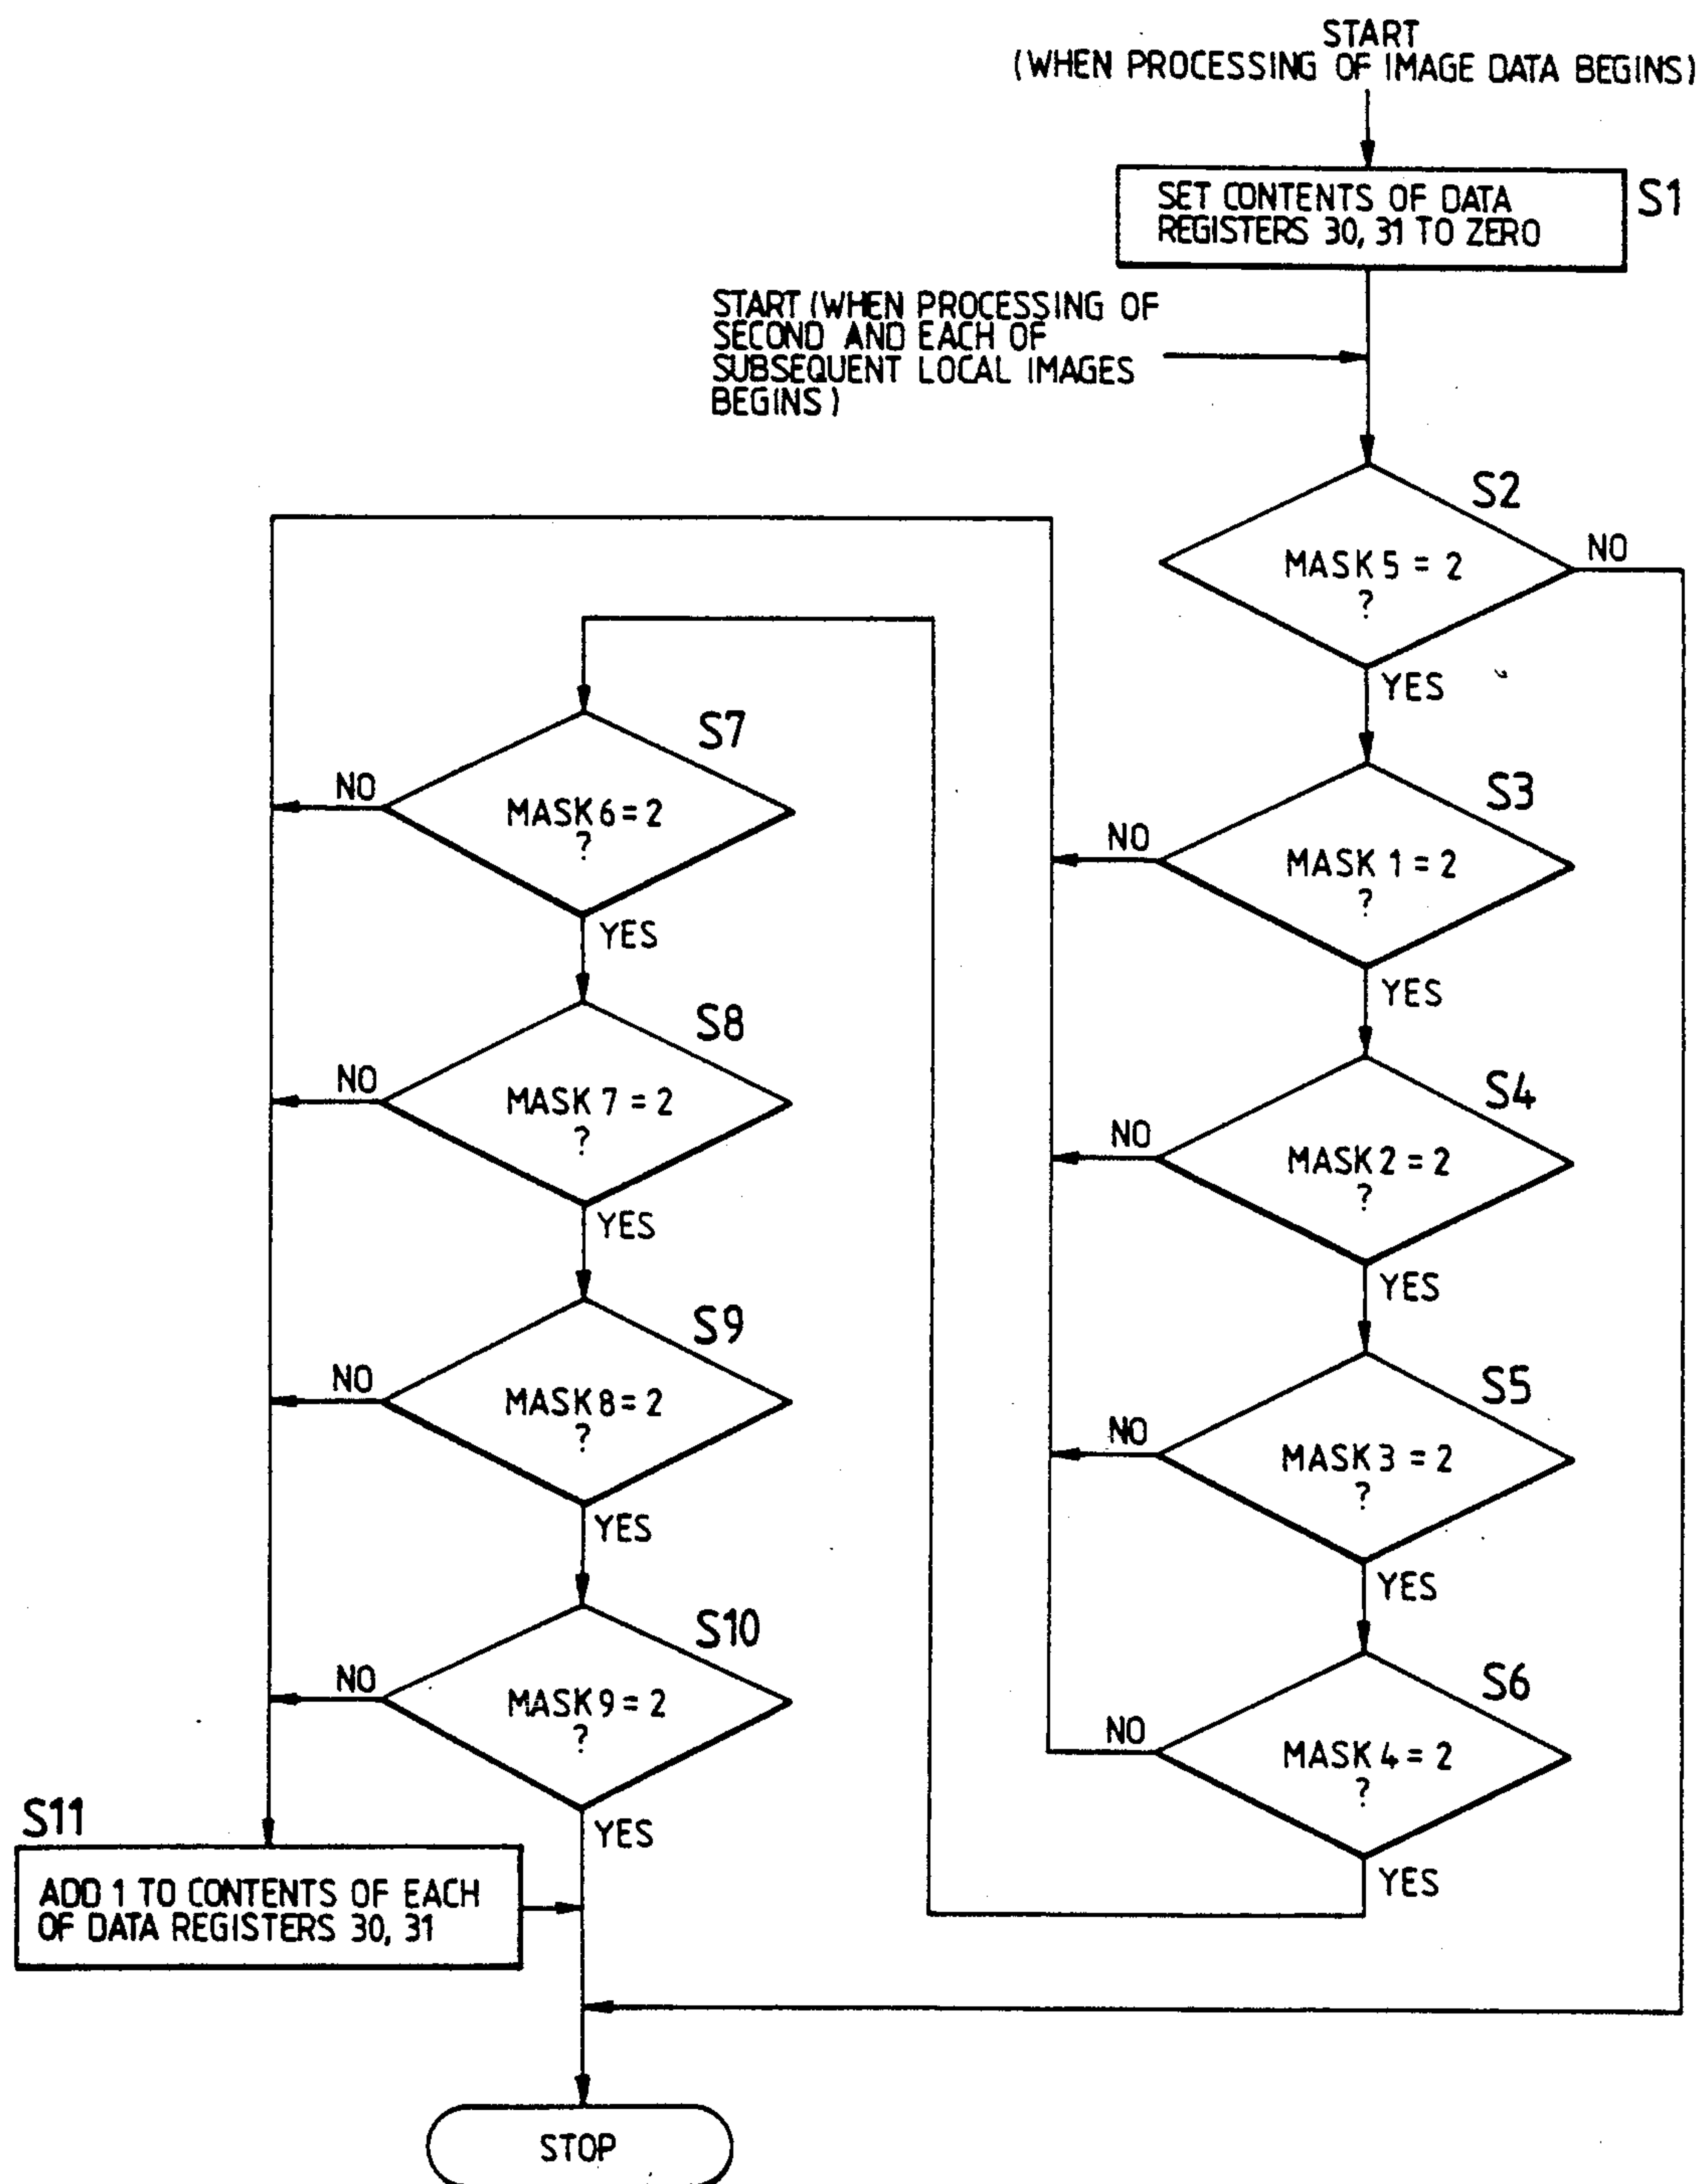 START
(WHEN PROCESSING OF IMAGE DATA BEGINS)
SET CONTENTS OF DATA
REGISTERS 30, 31 TO ZERO
S1
START (WHEN PROCESSING OF
SECOND AND EACH OF
SUBSEQUENT LOCAL IMAGES
BEGINS)
S2
MASK 5 = 2
?
NO
YES
S3
MASK 1 = 2
?
NO
YES
S4
MASK 2 = 2
?
NO
YES
S5
MASK 3 = 2
?
NO
YES
S6
MASK 4 = 2
?
NO
YES
S7
MASK 6 = 2
?
NO
YES
S8
MASK 7 = 2
?
NO
YES
S9
MASK 8 = 2
?
NO
YES
S10
MASK 9 = 2
?
NO
YES
S11
ADD 1 TO CONTENTS OF EACH
OF DATA REGISTERS 30, 31
STOP